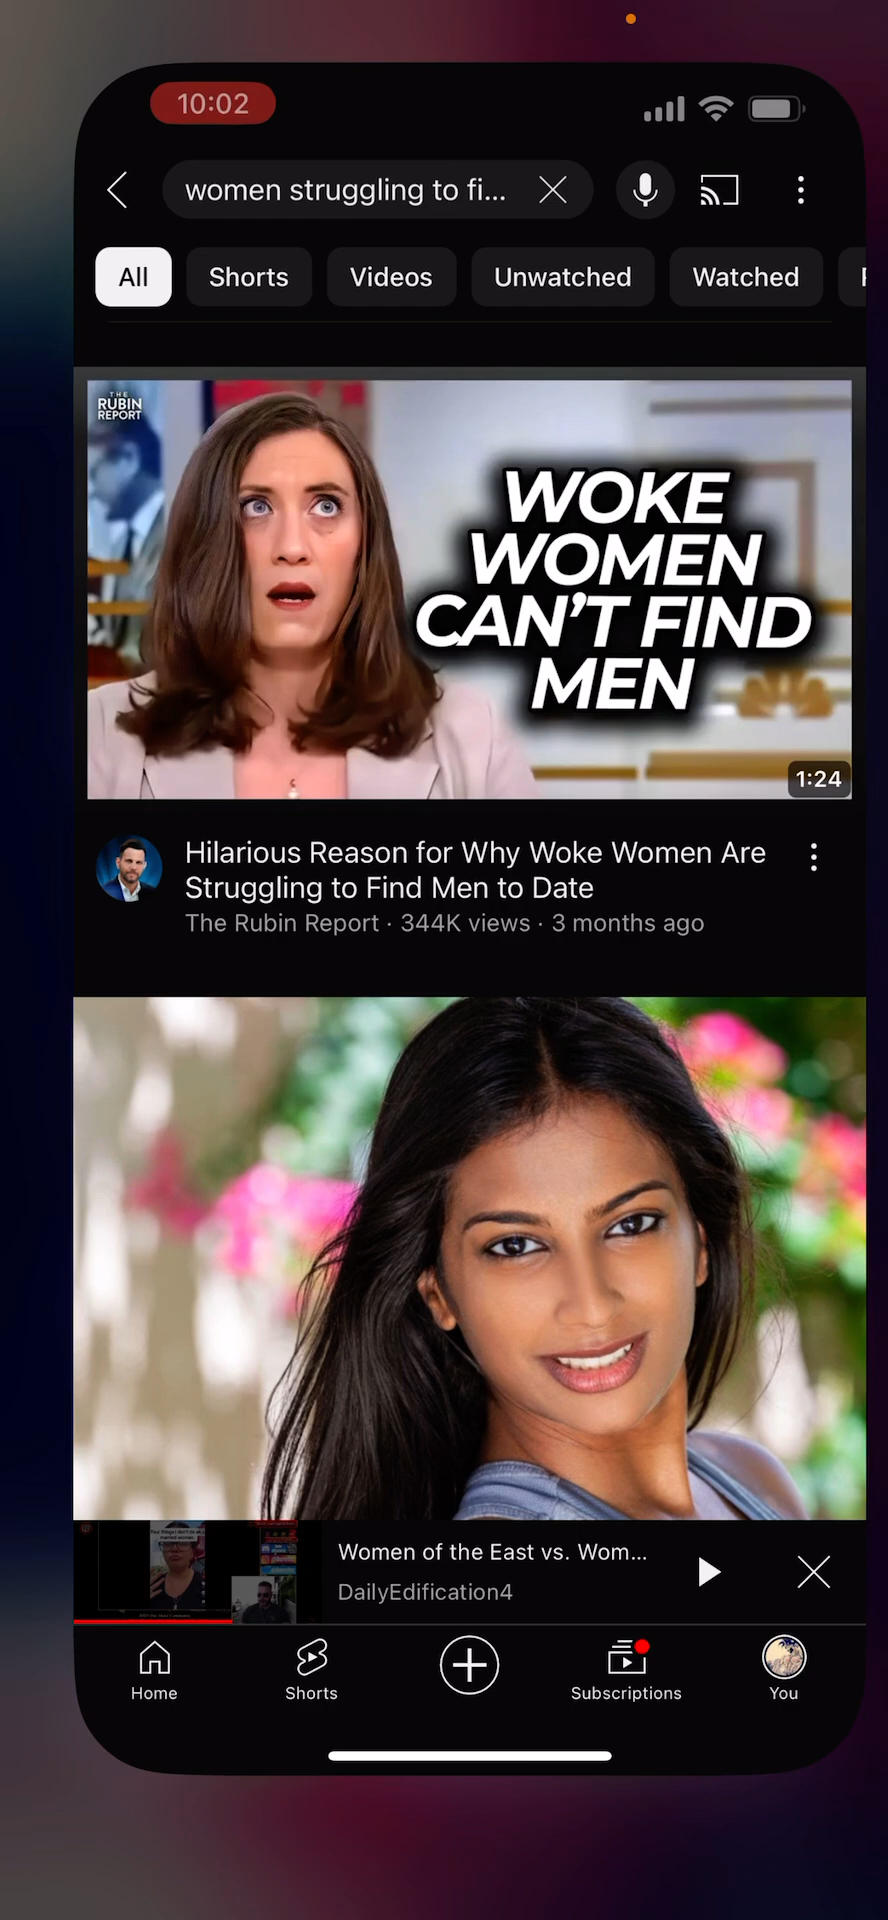 10:02
women struggling to fi...
All
Shorts
Videos
Unwatched
Watched
THE
RUBIN
REPORT
WOKE
WOMEN
CAN'T FIND
MEN
1:24
Hilarious Reason for Why Woke Women Are
Struggling to Find Men to Date
The Rubin Report · 344K views · 3 months ago
Women of the East vs. Wom...
DailyEdification4
Home
Shorts
Subscriptions
You